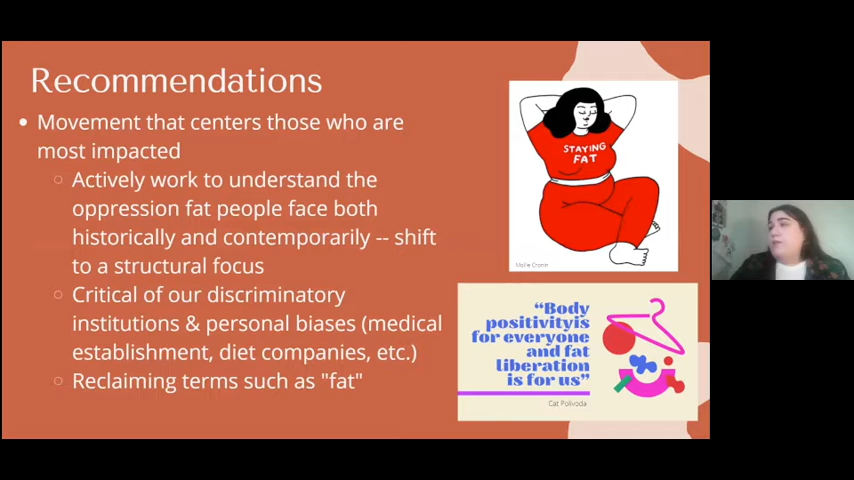 Recommendations
• Movement that centers those who are
most impacted
○ Actively work to understand the
oppression fat people face both
historically and contemporarily -- shift
to a structural focus
○ Critical of our discriminatory
institutions & personal biases (medical
establishment, diet companies, etc.)
○ Reclaiming terms such as "fat"
STAYING
FAT
Mollie Cronin
“Body
positivityis
for everyone
and fat
liberation
is for us”
Cat Polivoda